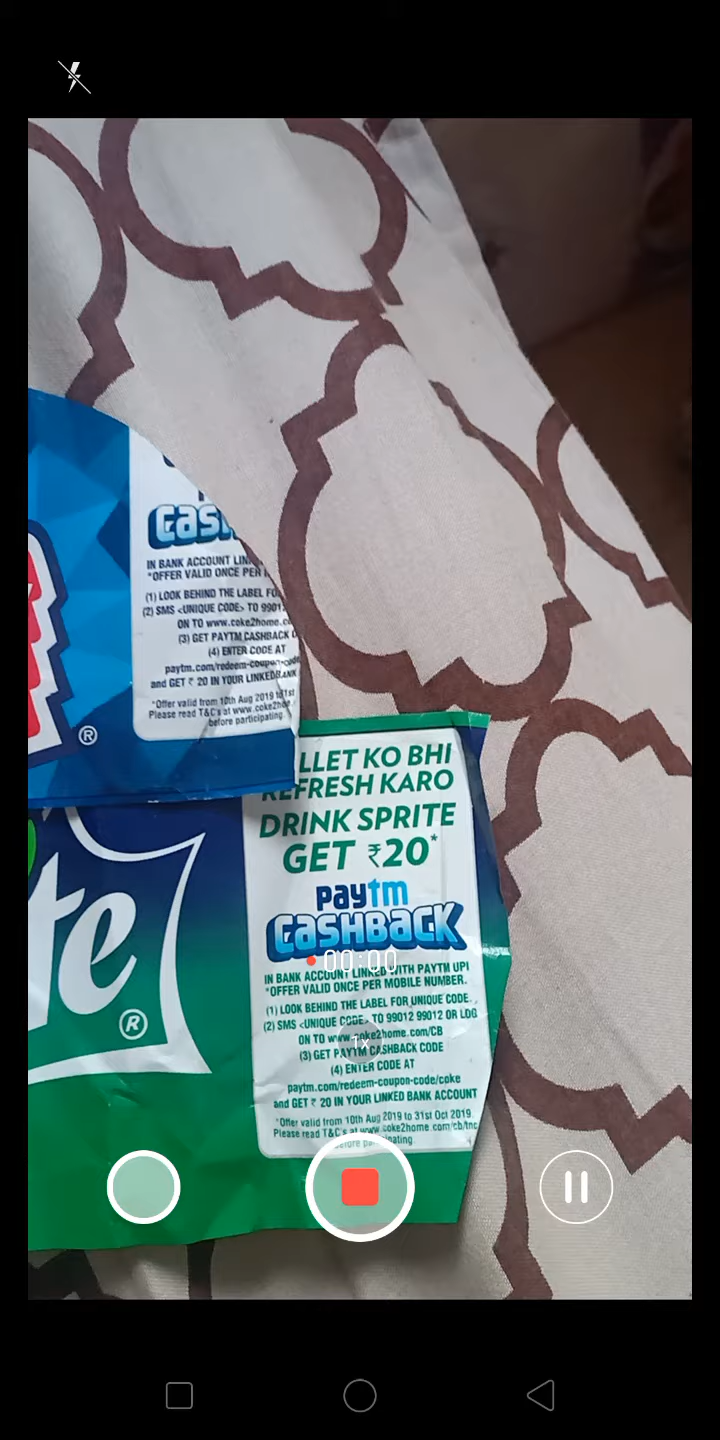 Cash
IN BANK ACCOUNT
*OFFER VALID ONCE PER
(1) LOOK BEHIND THE LABEL
(2) SMS <UNIQUE CODE> TO 9901
ON TO www.coke2home.c
(3) GET PAYTM CASHBACK
(4) ENTER CODE AT
paytm.com/redeem-coupon-code
and GET ₹ 20 IN YOUR LINKED BANK
*Offer valid from 10th Aug 2019 to
Please read T&C's at www.coke2ho
before participating
®
LLET KO BHI
REFRESH KARO
DRINK SPRITE
GET ₹20*
paytm
CASHBACK
00:00
IN BANK ACCOUNT LINKED WITH PAYTM UPI
*OFFER VALID ONCE PER MOBILE NUMBER.
(1) LOOK BEHIND THE LABEL FOR UNIQUE CODE.
(2) SMS <UNIQUE CODE> TO 99012 99012 OR LOG
ON TO www.coke2home.com/CB
1x
(3) GET PAYTM CASHBACK CODE
(4) ENTER CODE AT
paytm.com/redeem-coupon-code/coke
and GET ₹ 20 IN YOUR LINKED BANK ACCOUNT
*Offer valid from 10th Aug 2019 to 31st Oct 2019.
Please read T&C's at www.coke2home.com/cb/tnc
before participating
te
®